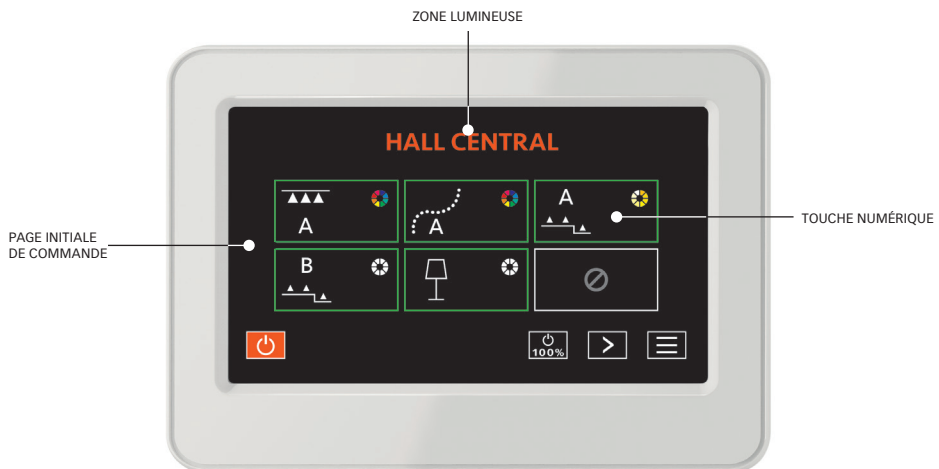 ZONE LUMINEUSE
HALL CENTRAL
A
A
A
TOUCHE NUMÉRIQUE
PAGE INITIALE
DE COMMANDE
B
100%